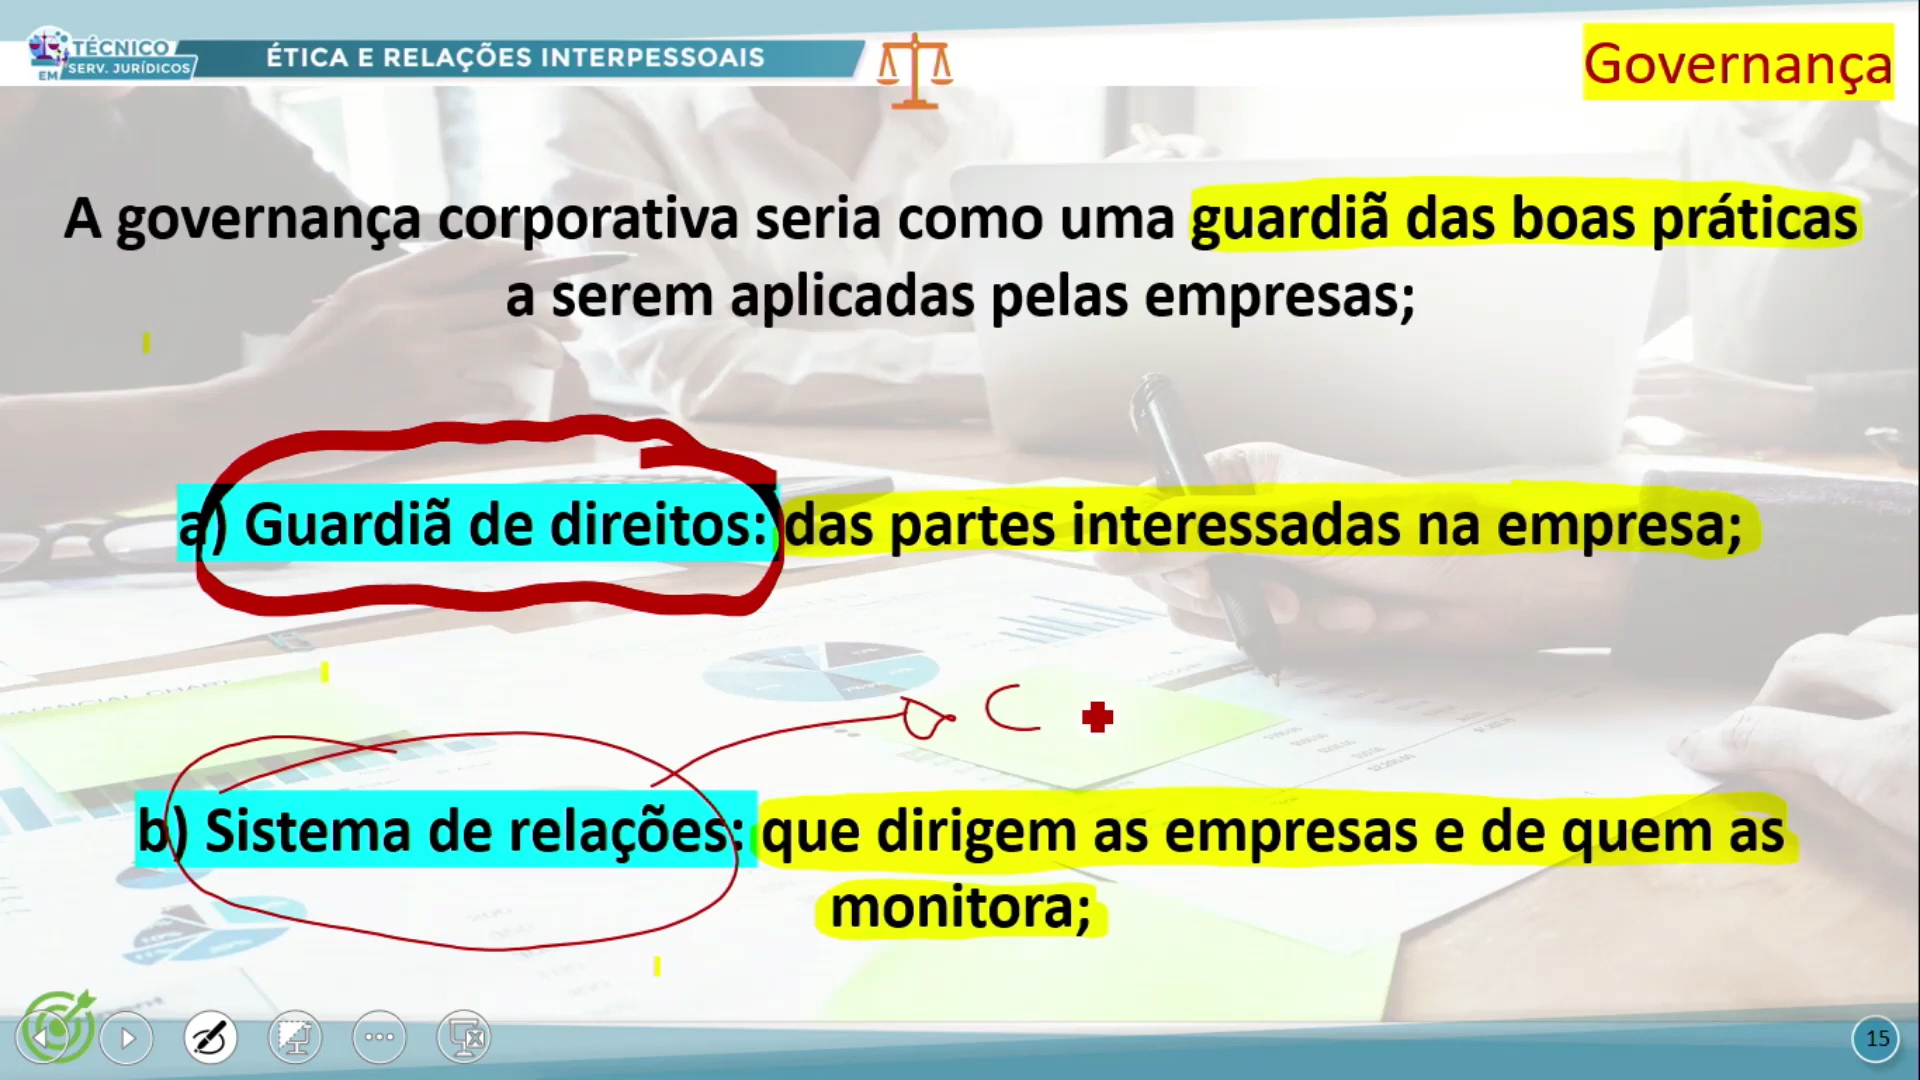 TÉCNICO
EM SERV. JURÍDICOS
ÉTICA E RELAÇÕES INTERPESSOAIS
Governança
A governança corporativa seria como uma guardiã das boas práticas
a serem aplicadas pelas empresas;
a) Guardiã de direitos: das partes interessadas na empresa;
C
b) Sistema de relações: que dirigem as empresas e de quem as
monitora;
15